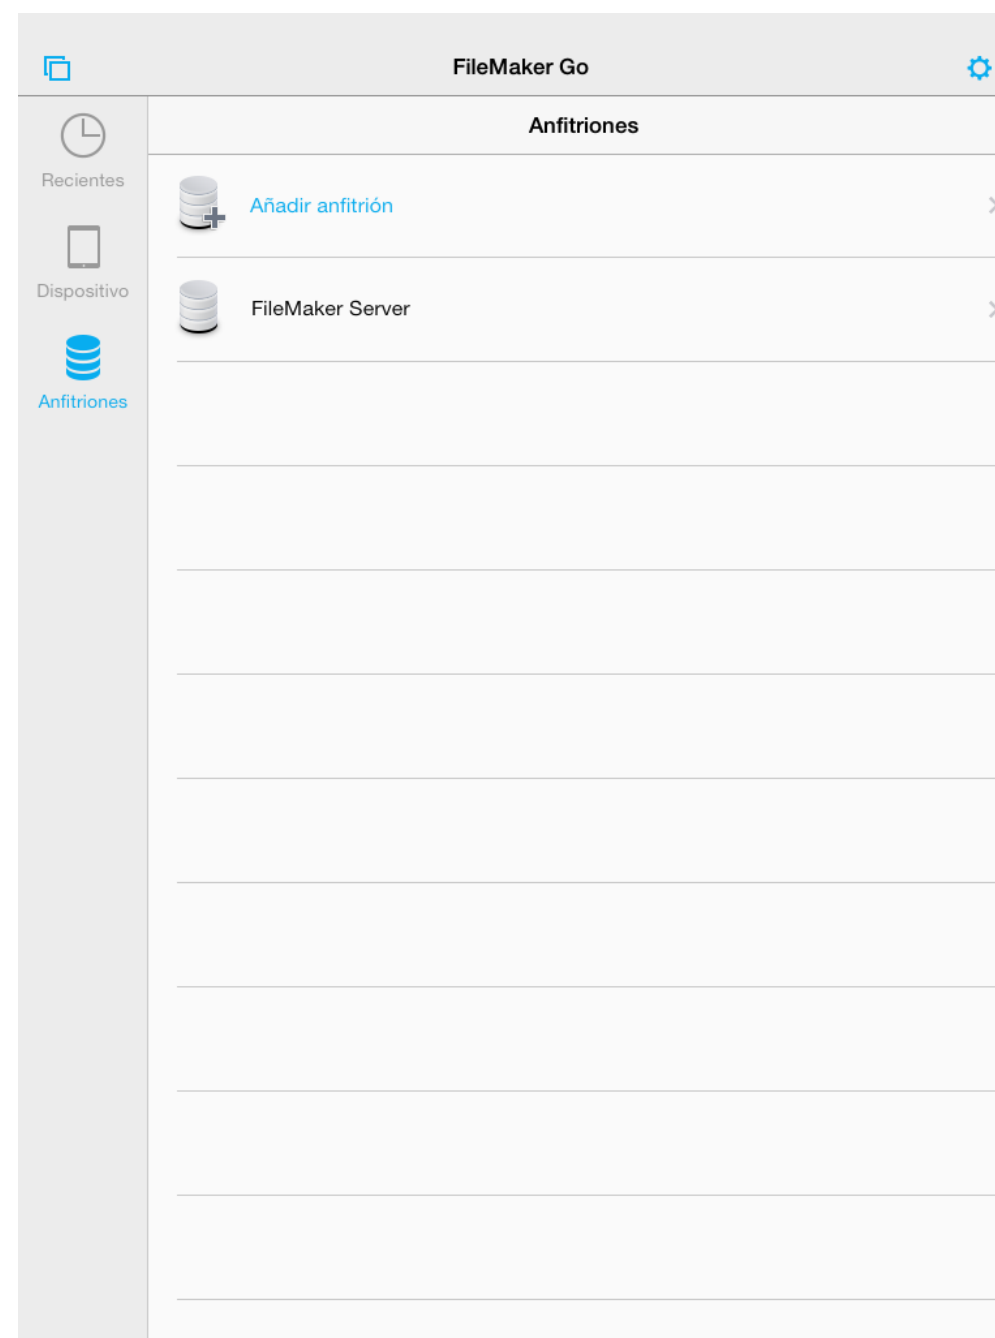 FileMaker Go
Anfitriones
Recientes
Añadir anfitrión
Dispositivo
FileMaker Server
Anfitriones